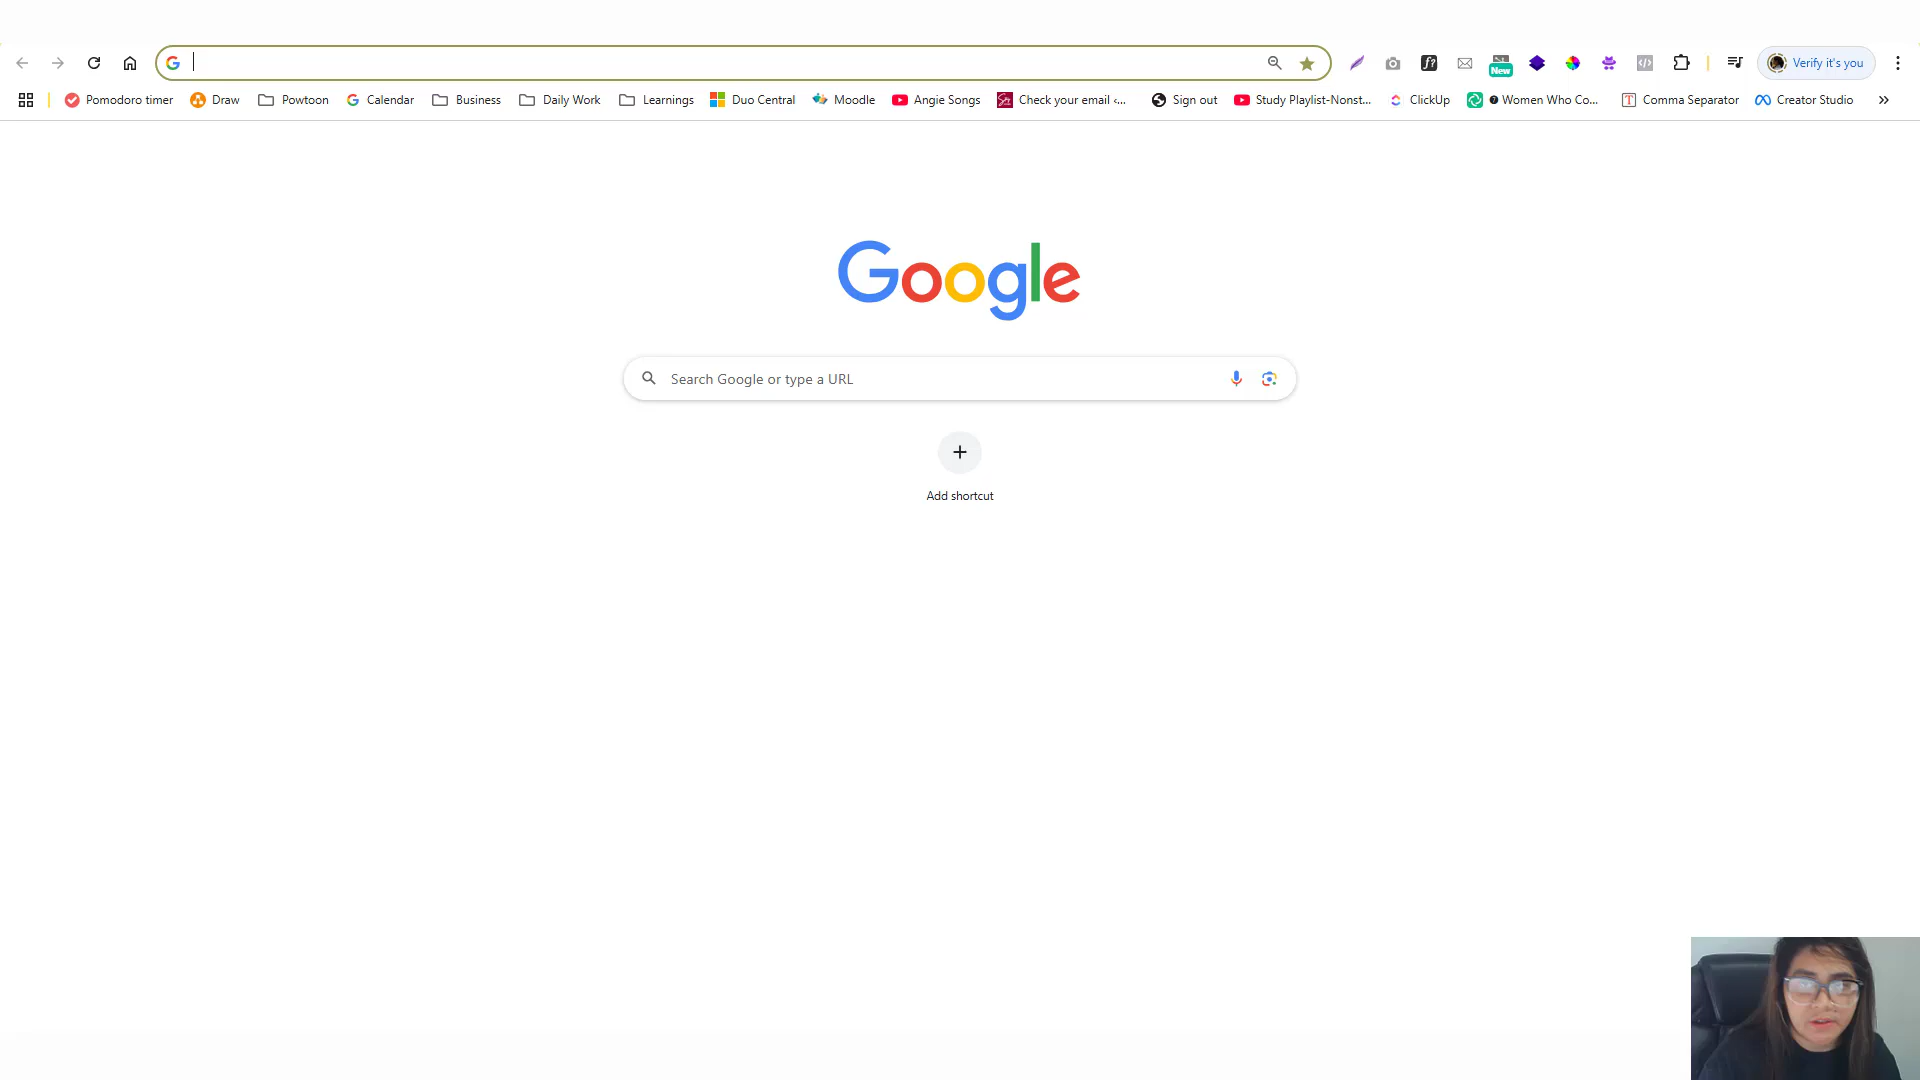 Verify it's you
Pomodoro timer Draw Powtoon Calendar Business Daily Work Learnings Duo Central Moodle Angie Songs Check your email ‹... Sign out Study Playlist-Nonst... ClickUp Women Who Co... Comma Separator Creator Studio
New
Google
Search Google or type a URL
Add shortcut